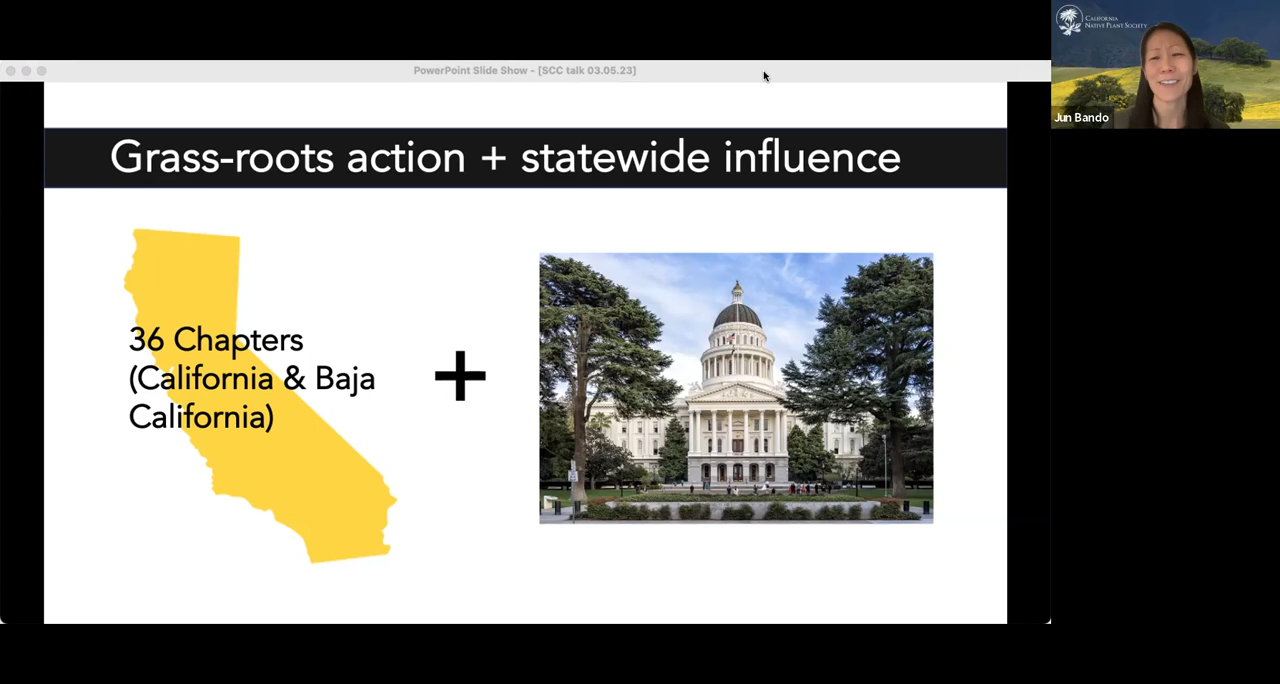 PowerPoint Slide Show - [SCC talk 03.05.23]
CALIFORNIA
NATIVE PLANT SOCIETY
Jun Bando
Grass-roots action + statewide influence
36 Chapters
(California & Baja
California)
+